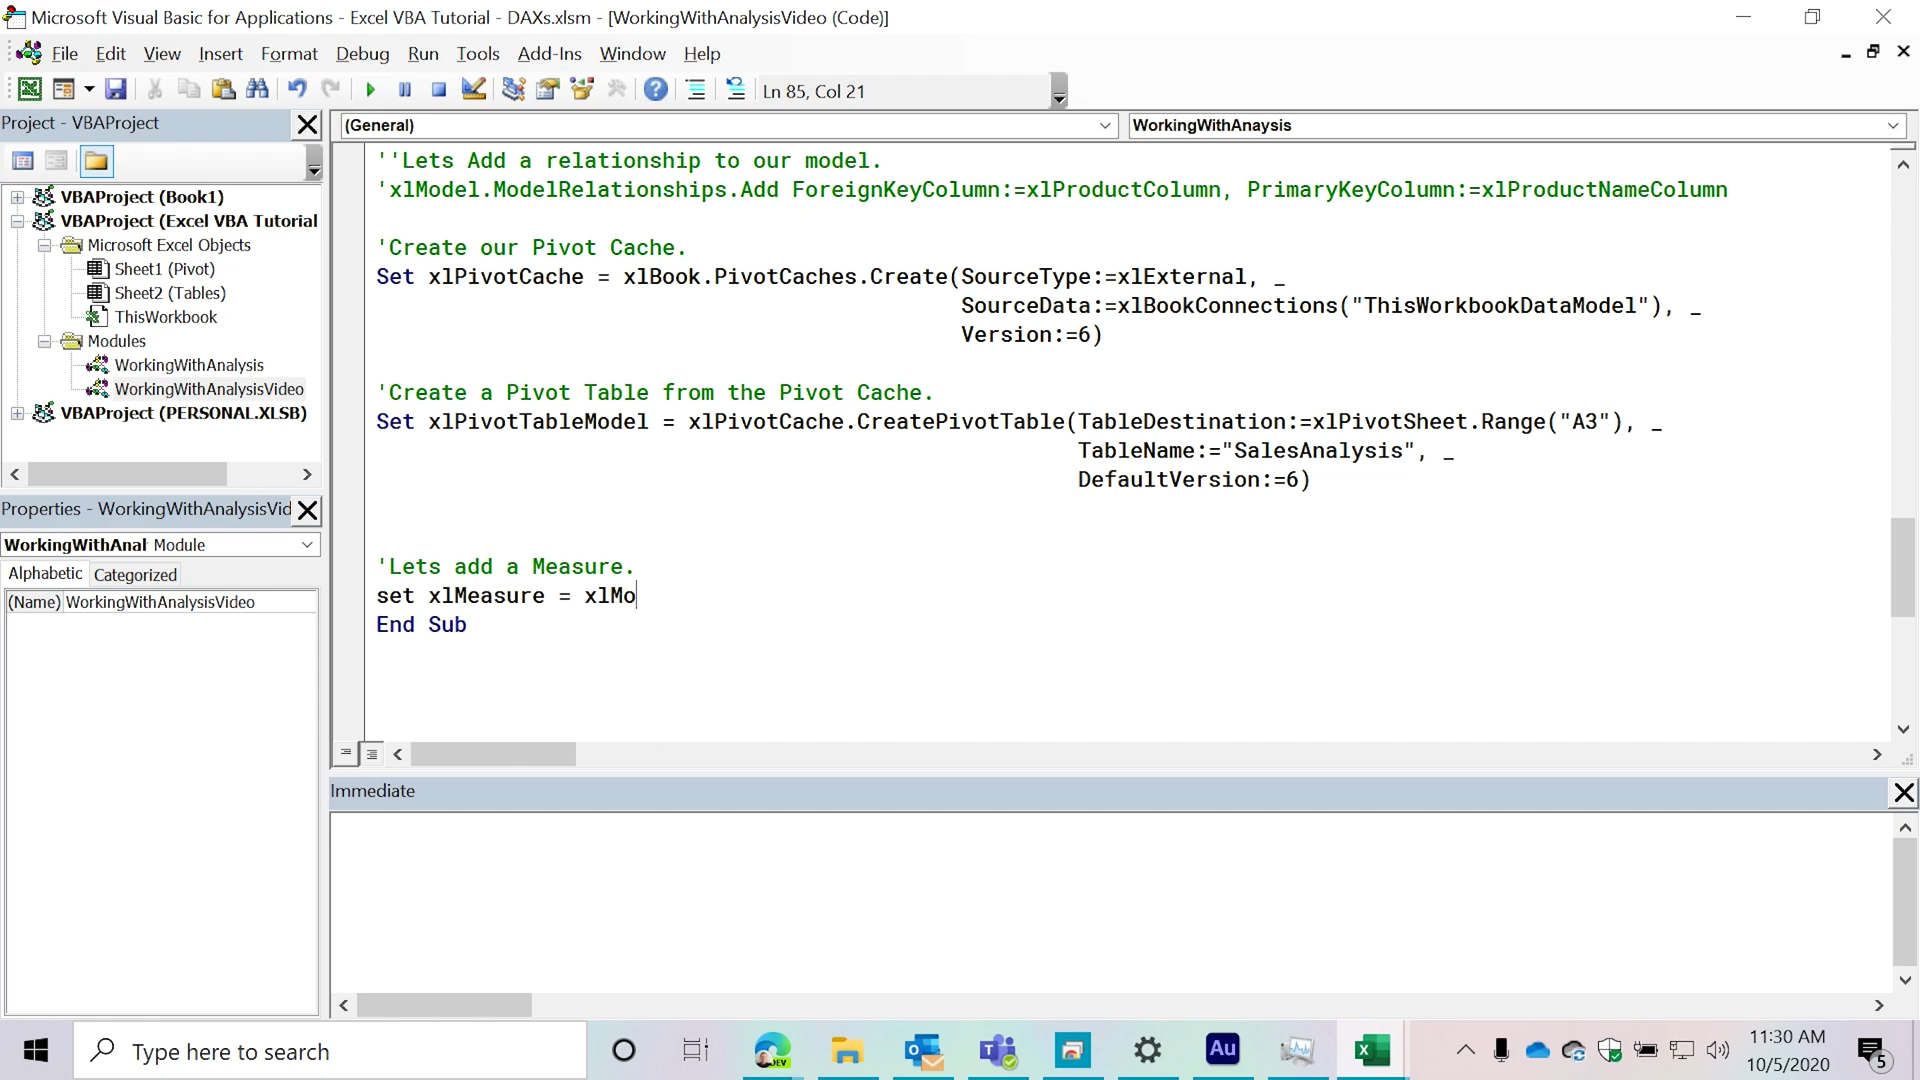 Microsoft Visual Basic for Applications - Excel VBA Tutorial - DAXs.xlsm - [WorkingWithAnalysisVideo (Code)]
File Edit View Insert Format Debug Run Tools Add-Ins Window Help
Ln 85, Col 21
Project - VBAProject
(General)
WorkingWithAnaysis
VBAProject (Book1)
VBAProject (Excel VBA Tutorial
Microsoft Excel Objects
Sheet1 (Pivot)
Sheet2 (Tables)
ThisWorkbook
Modules
WorkingWithAnalysis
WorkingWithAnalysisVideo
VBAProject (PERSONAL.XLSB)
Properties - WorkingWithAnalysisVid
WorkingWithAnal Module
Alphabetic Categorized
(Name) WorkingWithAnalysisVideo
''Lets Add a relationship to our model.
'xlModel.ModelRelationships.Add ForeignKeyColumn:=xlProductColumn, PrimaryKeyColumn:=xlProductNameColumn
'Create our Pivot Cache.
Set xlPivotCache = xlBook.PivotCaches.Create(SourceType:=xlExternal, _
SourceData:=xlBookConnections("ThisWorkbookDataModel"), _
Version:=6)
'Create a Pivot Table from the Pivot Cache.
Set xlPivotTableModel = xlPivotCache.CreatePivotTable(TableDestination:=xlPivotSheet.Range("A3"), _
TableName:="SalesAnalysis", _
DefaultVersion:=6)
'Lets add a Measure.
set xlMeasure = xlMo
End Sub
Immediate
Type here to search
DEV
Au
11:30 AM
10/5/2020
5